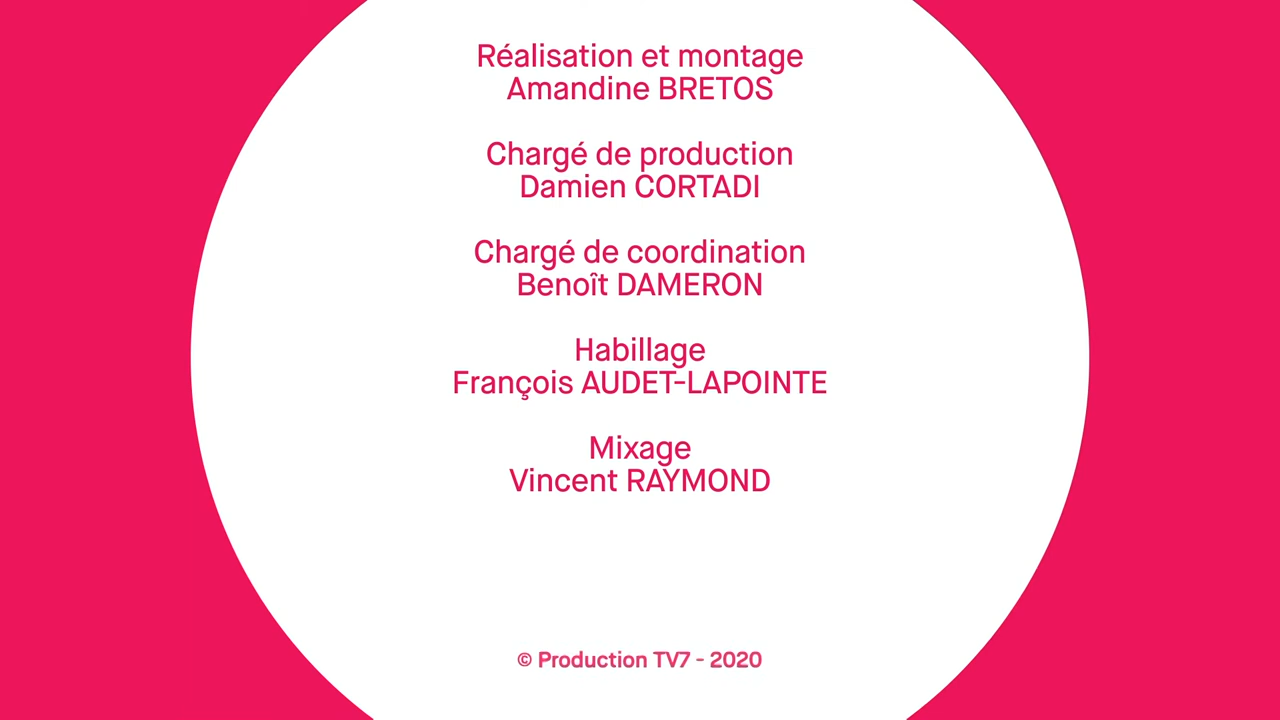 Réalisation et montage
Amandine BRETOS
Chargé de production
Damien CORTADI
Chargé de coordination
Benoît DAMERON
Habillage
François AUDET-LAPOINTE
Mixage
Vincent RAYMOND
© Production TV7 - 2020